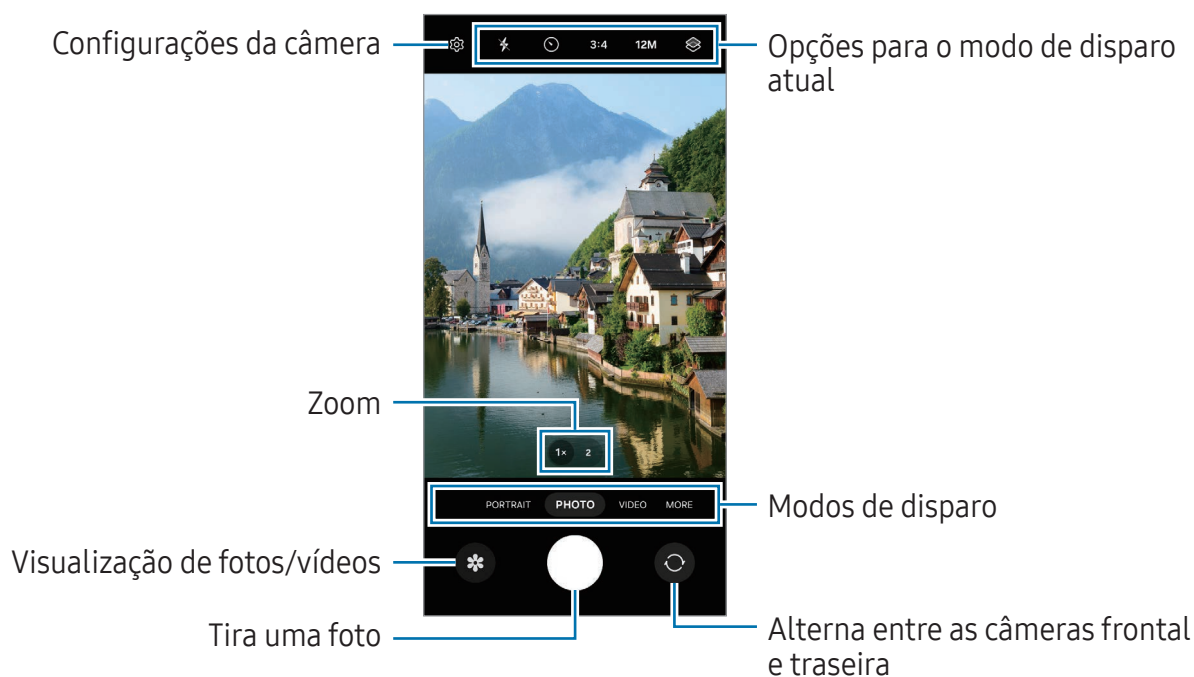 Configurações da câmera
3:4
12M
Opções para o modo de disparo
atual
Zoom
1×
2
PORTRAIT
PHOTO
VIDEO
MORE
Modos de disparo
Visualização de fotos/vídeos
Tira uma foto
Alterna entre as câmeras frontal
e traseira